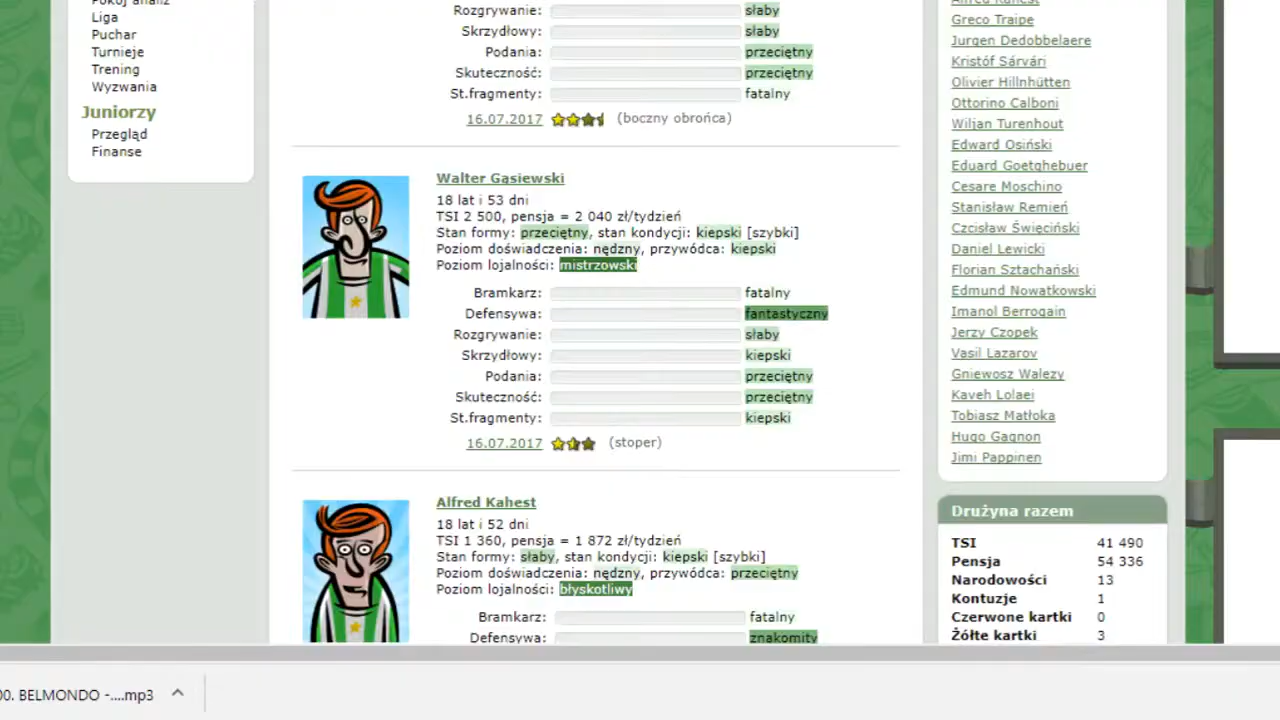 Pokój analiz
Liga
Puchar
Turnieje
Trening
Wyzwania
Juniorzy
Przegląd
Finanse
Rozgrywanie: słaby
Skrzydłowy: słaby
Podania: przeciętny
Skuteczność: przeciętny
St.fragmenty: fatalny
16.07.2017 (boczny obrońca)
Walter Gąsiewski
18 lat i 53 dni
TSI 2 500, pensja = 2 040 zł/tydzień
Stan formy: przeciętny, stan kondycji: kiepski [szybki]
Poziom doświadczenia: nędzny, przywódca: kiepski
Poziom lojalności: mistrzowski
Bramkarz: fatalny
Defensywa: fantastyczny
Rozgrywanie: słaby
Skrzydłowy: kiepski
Podania: przeciętny
Skuteczność: przeciętny
St.fragmenty: kiepski
16.07.2017 (stoper)
Alfred Kahest
18 lat i 52 dni
TSI 1 360, pensja = 1 872 zł/tydzień
Stan formy: słaby, stan kondycji: kiepski [szybki]
Poziom doświadczenia: nędzny, przywódca: przeciętny
Poziom lojalności: błyskotliwy
Bramkarz: fatalny
Defensywa: znakomity
Alfred Kahest
Greco Traipe
Jurgen Dedobbelaere
Kristóf Sárvári
Olivier Hillnhütten
Ottorino Calboni
Wiljan Turenhout
Edward Osiński
Eduard Goetghebuer
Cesare Moschino
Stanisław Remień
Czcisław Święciński
Daniel Lewicki
Florian Sztachański
Edmund Nowatkowski
Imanol Berrogain
Jerzy Czopek
Vasil Lazarov
Gniewosz Walezy
Kaveh Lolaei
Tobiasz Matłoka
Hugo Gagnon
Jimi Pappinen
Drużyna razem
TSI 41 490
Pensja 54 336
Narodowości 13
Kontuzje 1
Czerwone kartki 0
Żółte kartki 3
00. BELMONDO -....mp3